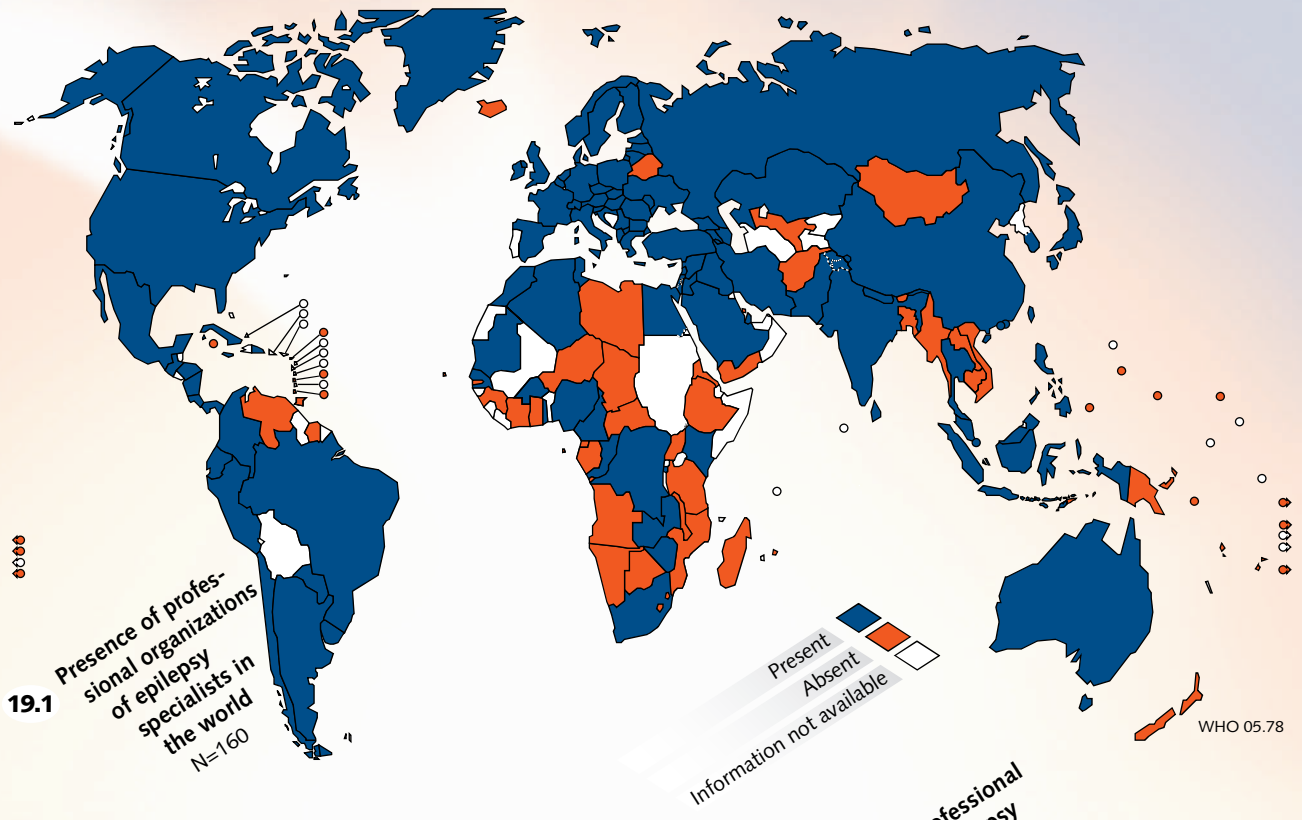 Presence of profes-
sional organizations
of epilepsy
specialists in
the world
N=160
19.1
Present
Absent
Information not available
WHO 05.78